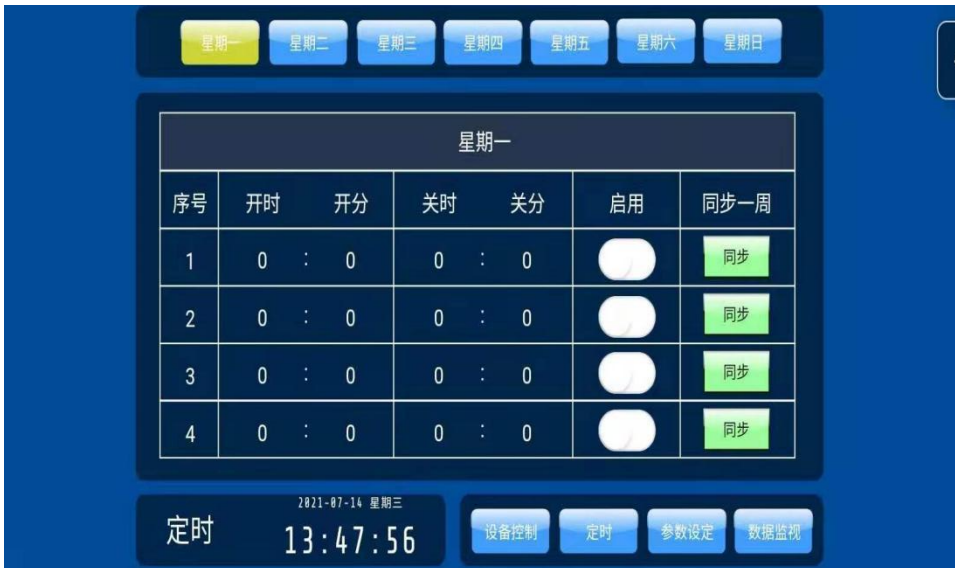 星期一 星期二 星期三 星期四 星期五 星期六 星期日
星期一
序号 开时 开分 关时 关分 启用 同步一周
1 0 : 0 0 : 0 同步
2 0 : 0 0 : 0 同步
3 0 : 0 0 : 0 同步
4 0 : 0 0 : 0 同步
2021-07-14 星期三
定时 13:47:56 设备控制 定时 参数设定 数据监视